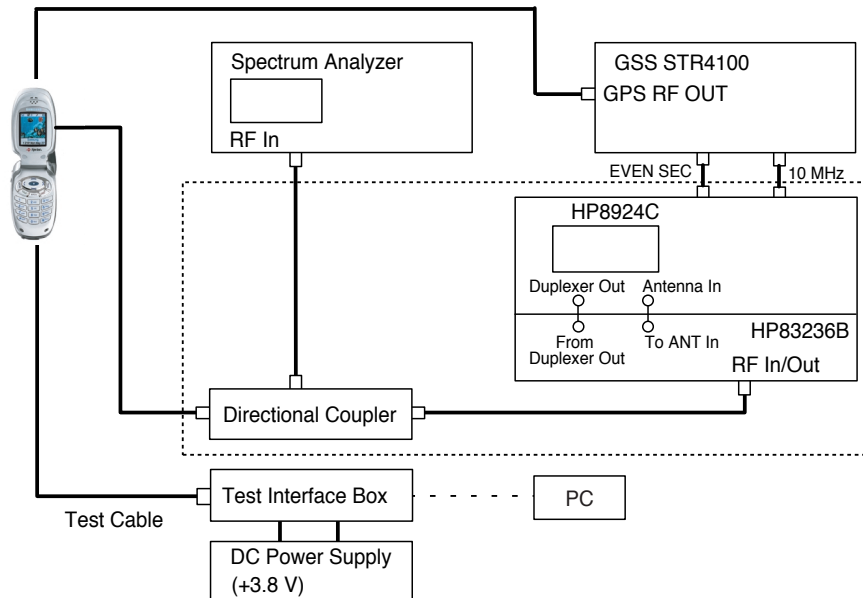 Spectrum Analyzer
RF In
GSS STR4100
GPS RF OUT
EVEN SEC
10 MHz
HP8924C
Duplexer Out
Antenna In
From
Duplexer Out
To ANT In
HP83236B
RF In/Out
Directional Coupler
Test Interface Box
PC
Test Cable
DC Power Supply
(+3.8 V)